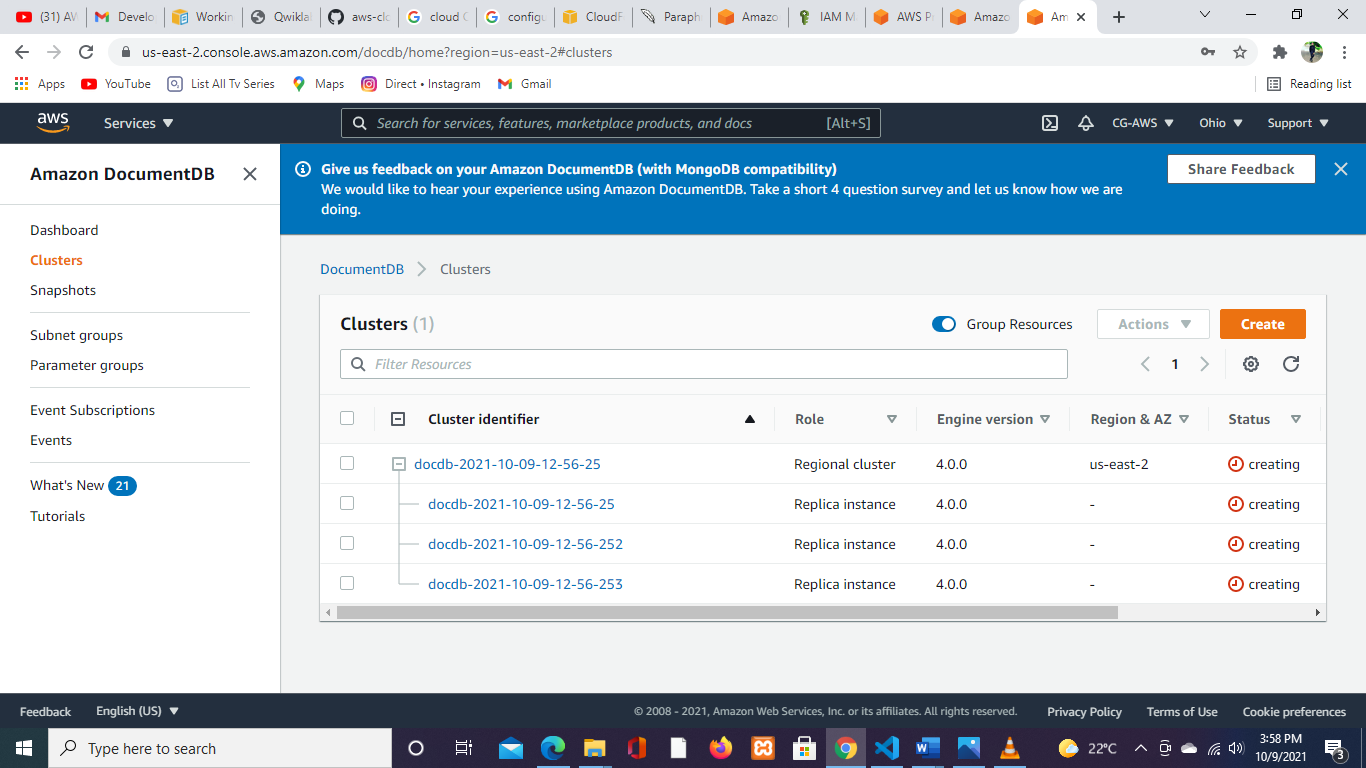 (31) AW
Develo
Workin
Qwikla
aws-clo
cloud C
configu
CloudF
Paraph
Amazo
IAM M
AWS Pr
Amazo
Am
us-east-2.console.aws.amazon.com/docdb/home?region=us-east-2#clusters
Apps
YouTube
List All Tv Series
Maps
Direct • Instagram
Gmail
Reading list
aws
Services
Search for services, features, marketplace products, and docs
[Alt+S]
CG-AWS
Ohio
Support
Amazon DocumentDB
Dashboard
Clusters
Snapshots
Subnet groups
Parameter groups
Event Subscriptions
Events
What's New 21
Tutorials
Give us feedback on your Amazon DocumentDB (with MongoDB compatibility)
We would like to hear your experience using Amazon DocumentDB. Take a short 4 question survey and let us know how we are
doing.
Share Feedback
DocumentDB
Clusters
Clusters (1)
Group Resources
Actions
Create
Filter Resources
1
Cluster identifier Role Engine version Region & AZ Status
docdb-2021-10-09-12-56-25 Regional cluster 4.0.0 us-east-2 creating
docdb-2021-10-09-12-56-25 Replica instance 4.0.0 - creating
docdb-2021-10-09-12-56-252 Replica instance 4.0.0 - creating
docdb-2021-10-09-12-56-253 Replica instance 4.0.0 - creating
Feedback
English (US)
© 2008 - 2021, Amazon Web Services, Inc. or its affiliates. All rights reserved.
Privacy Policy
Terms of Use
Cookie preferences
Type here to search
22°C
3:58 PM
10/9/2021
3